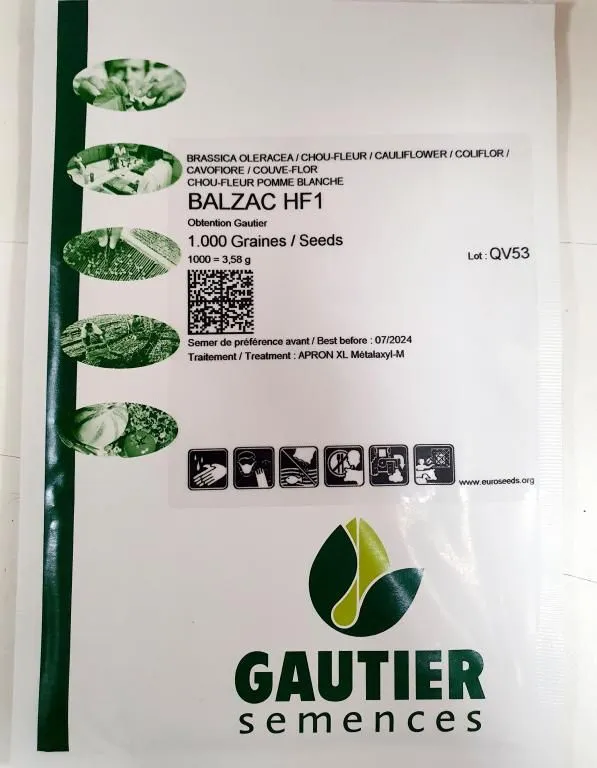 BRASSICA OLERACEA / CHOU-FLEUR / CAULIFLOWER / COLIFLOR /
CAVOFIORE / COUVE-FLOR
CHOU-FLEUR POMME BLANCHE
BALZAC HF1
Obtention Gautier
1.000 Graines / Seeds
1000 = 3,58 g
Lot : QV53
Semer de préférence avant / Best before : 07/2024
Traitement / Treatment : APRON XL Métalaxyl-M
www.euroseeds.org
GAUTIER
semences